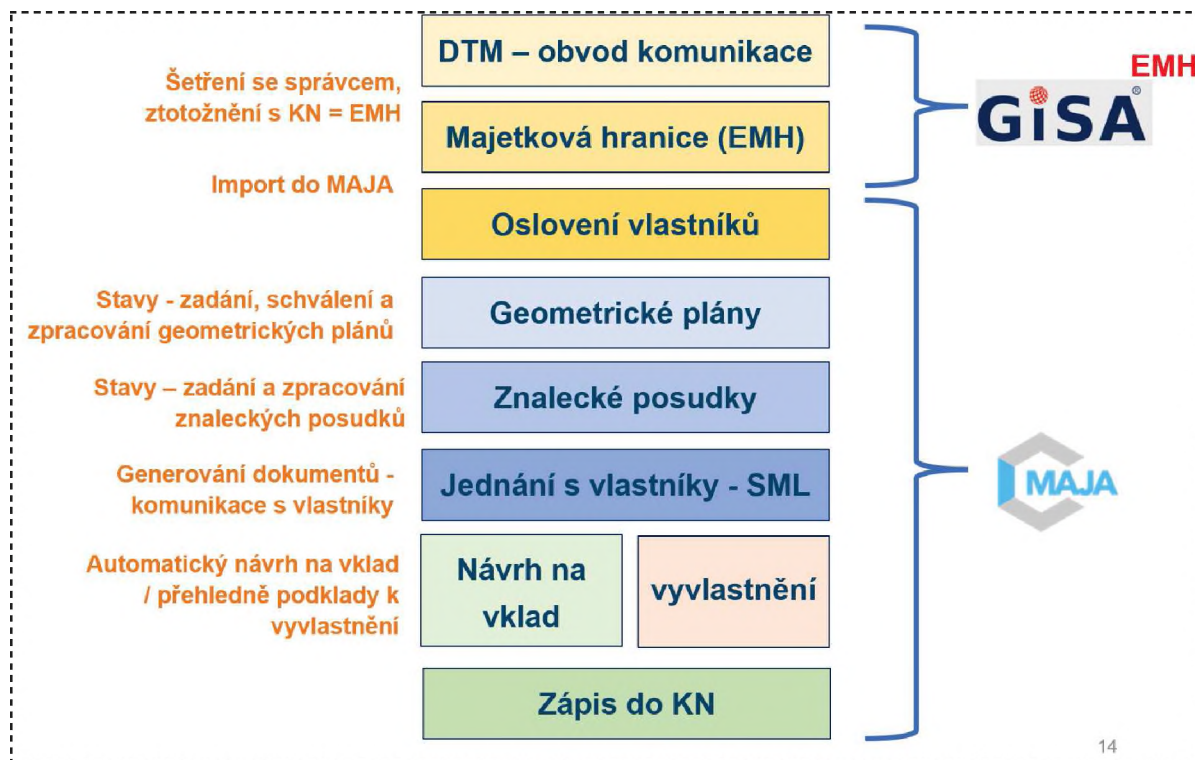 DTM – obvod komunikace
EMH
Šetření se správcem,
ztotožnění s KN = EMH
GiSA®
Majetková hranice (EMH)
Import do MAJA
Oslovení vlastníků
Stavy - zadání, schválení a
zpracování geometrických plánů
Geometrické plány
Stavy – zadání a zpracování
znaleckých posudků
Znalecké posudky
Generování dokumentů -
komunikace s vlastníky
Jednání s vlastníky - SML
MAJA
Automatický návrh na vklad
/ přehledně podklady k
vyvlastnění
Návrh na
vklad
vyvlastnění
Zápis do KN
14